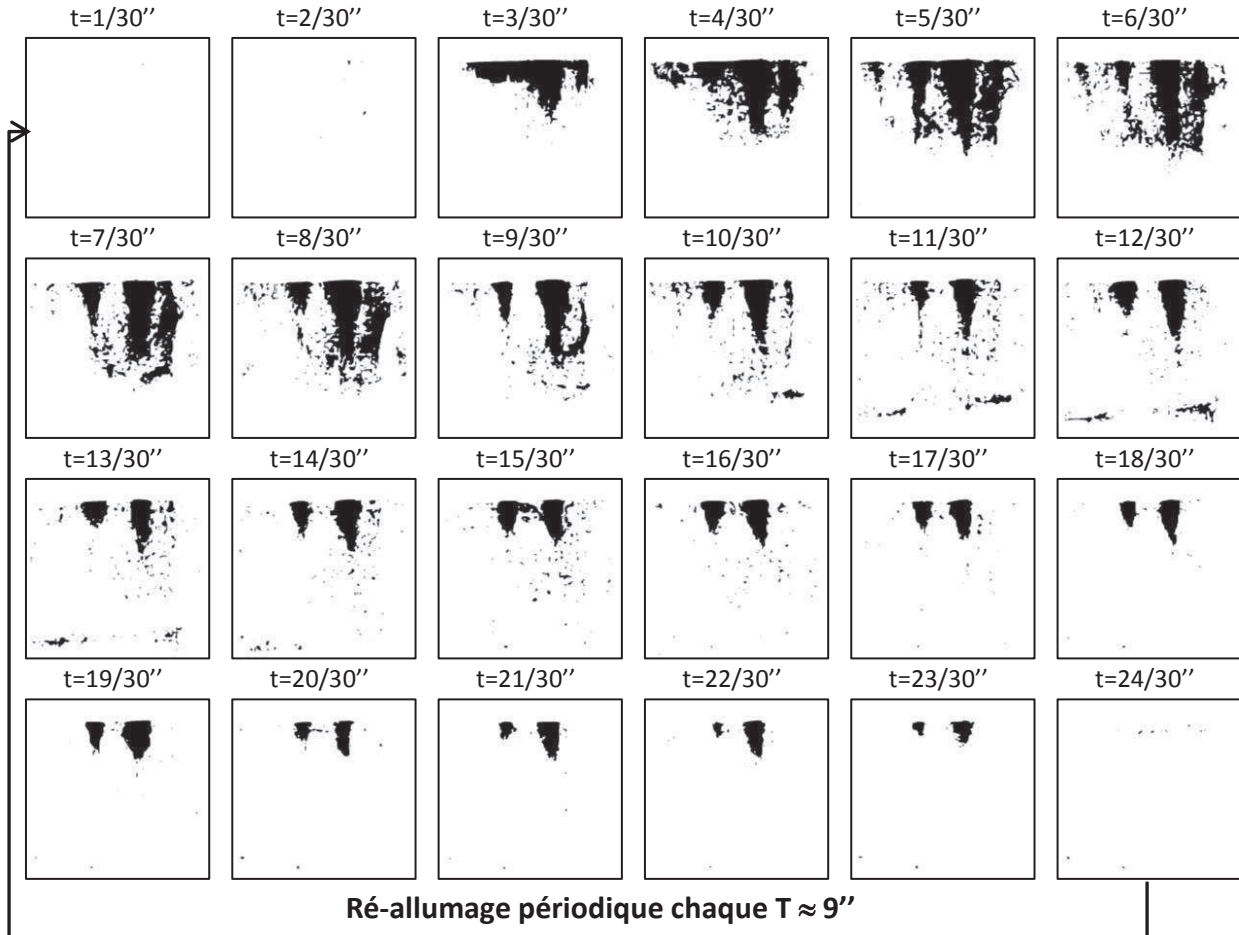 t=1/30’’ t=2/30’’ t=3/30’’ t=4/30’’ t=5/30’’ t=6/30’’
t=7/30’’ t=8/30’’ t=9/30’’ t=10/30’’ t=11/30’’ t=12/30’’
t=13/30’’ t=14/30’’ t=15/30’’ t=16/30’’ t=17/30’’ t=18/30’’
t=19/30’’ t=20/30’’ t=21/30’’ t=22/30’’ t=23/30’’ t=24/30’’
Ré-allumage périodique chaque T ≈ 9’’